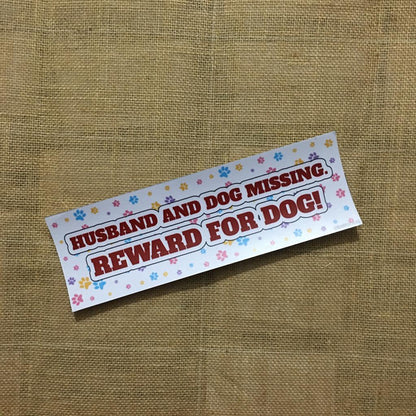 HUSBAND AND DOG MISSING.
REWARD FOR DOG!